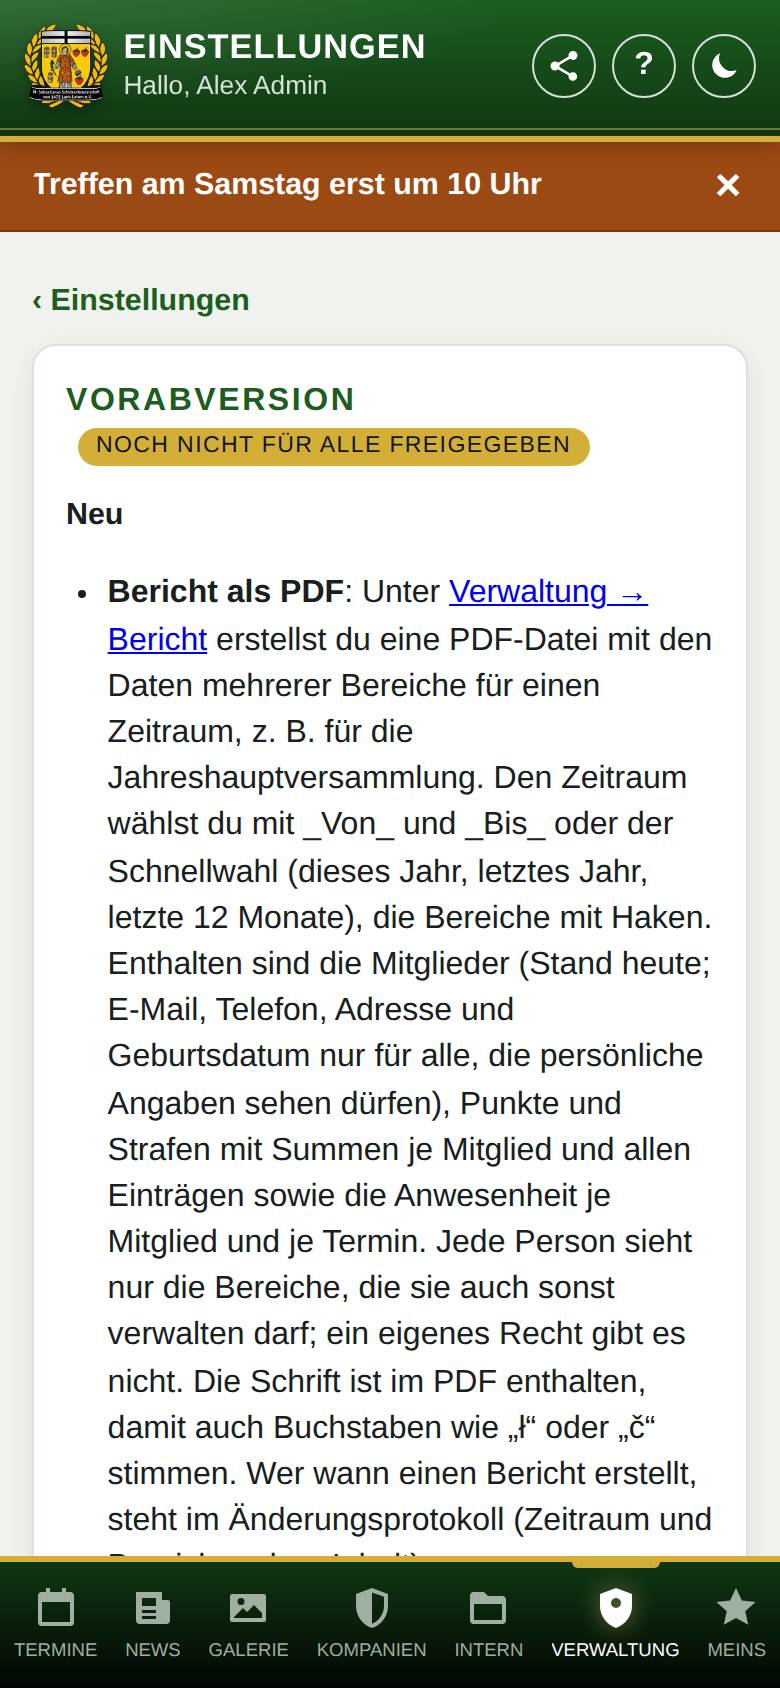 EINSTELLUNGEN
Hallo, Alex Admin
?
Treffen am Samstag erst um 10 Uhr
×
‹ Einstellungen
VORABVERSION
NOCH NICHT FÜR ALLE FREIGEGEBEN
Neu
• Bericht als PDF: Unter Verwaltung →
Bericht erstellst du eine PDF-Datei mit den
Daten mehrerer Bereiche für einen
Zeitraum, z. B. für die
Jahreshauptversammlung. Den Zeitraum
wählst du mit _Von_ und _Bis_ oder der
Schnellwahl (dieses Jahr, letztes Jahr,
letzte 12 Monate), die Bereiche mit Haken.
Enthalten sind die Mitglieder (Stand heute;
E-Mail, Telefon, Adresse und
Geburtsdatum nur für alle, die persönliche
Angaben sehen dürfen), Punkte und
Strafen mit Summen je Mitglied und allen
Einträgen sowie die Anwesenheit je
Mitglied und je Termin. Jede Person sieht
nur die Bereiche, die sie auch sonst
verwalten darf; ein eigenes Recht gibt es
nicht. Die Schrift ist im PDF enthalten,
damit auch Buchstaben wie „ł“ oder „č“
stimmen. Wer wann einen Bericht erstellt,
steht im Änderungsprotokoll (Zeitraum und
TERMINE
NEWS
GALERIE
KOMPANIEN
INTERN
VERWALTUNG
MEINS